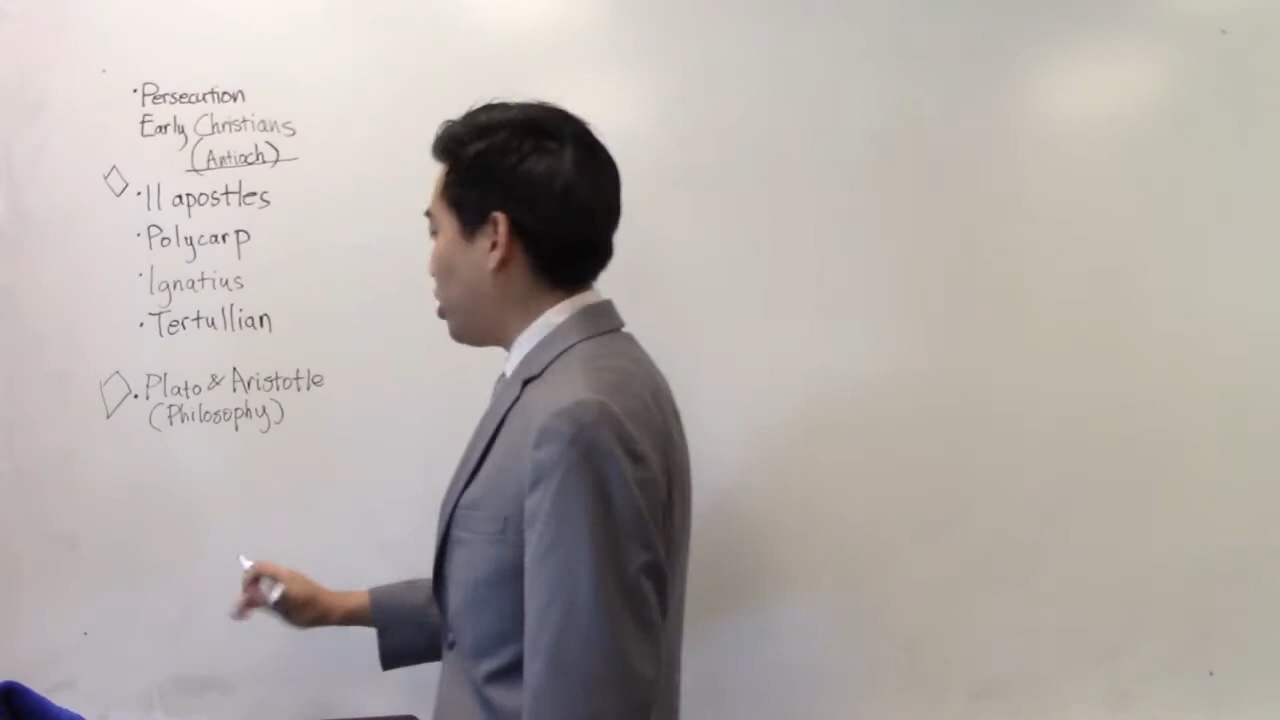 ·Persecution
Early Christians
(Antioch)
·11 apostles
·Polycarp
·Ignatius
·Tertullian
·Plato & Aristotle
(Philosophy)